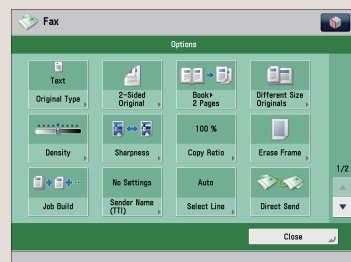 Fax
Options
Text
Original Type
2-Sided
Original
Book▸
2 Pages
Different Size
Originals
Density
Sharpness
100 %
Copy Ratio
Erase Frame
1/2
Job Build
No Settings
Sender Name
(TTI)
Auto
Select Line
Direct Send
Close